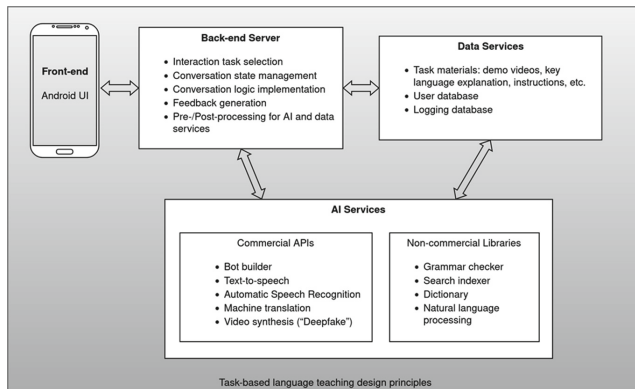 Front-end
Android UI
Back-end Server
• Interaction task selection
• Conversation state management
• Conversation logic implementation
• Feedback generation
• Pre-/Post-processing for AI and data
services
Data Services
• Task materials: demo videos, key
language explanation, instructions, etc.
• User database
• Logging database
AI Services
Commercial APIs
• Bot builder
• Text-to-speech
• Automatic Speech Recognition
• Machine translation
• Video synthesis (“Deepfake”)
Non-commercial Libraries
• Grammar checker
• Search indexer
• Dictionary
• Natural language
processing
Task-based language teaching design principles